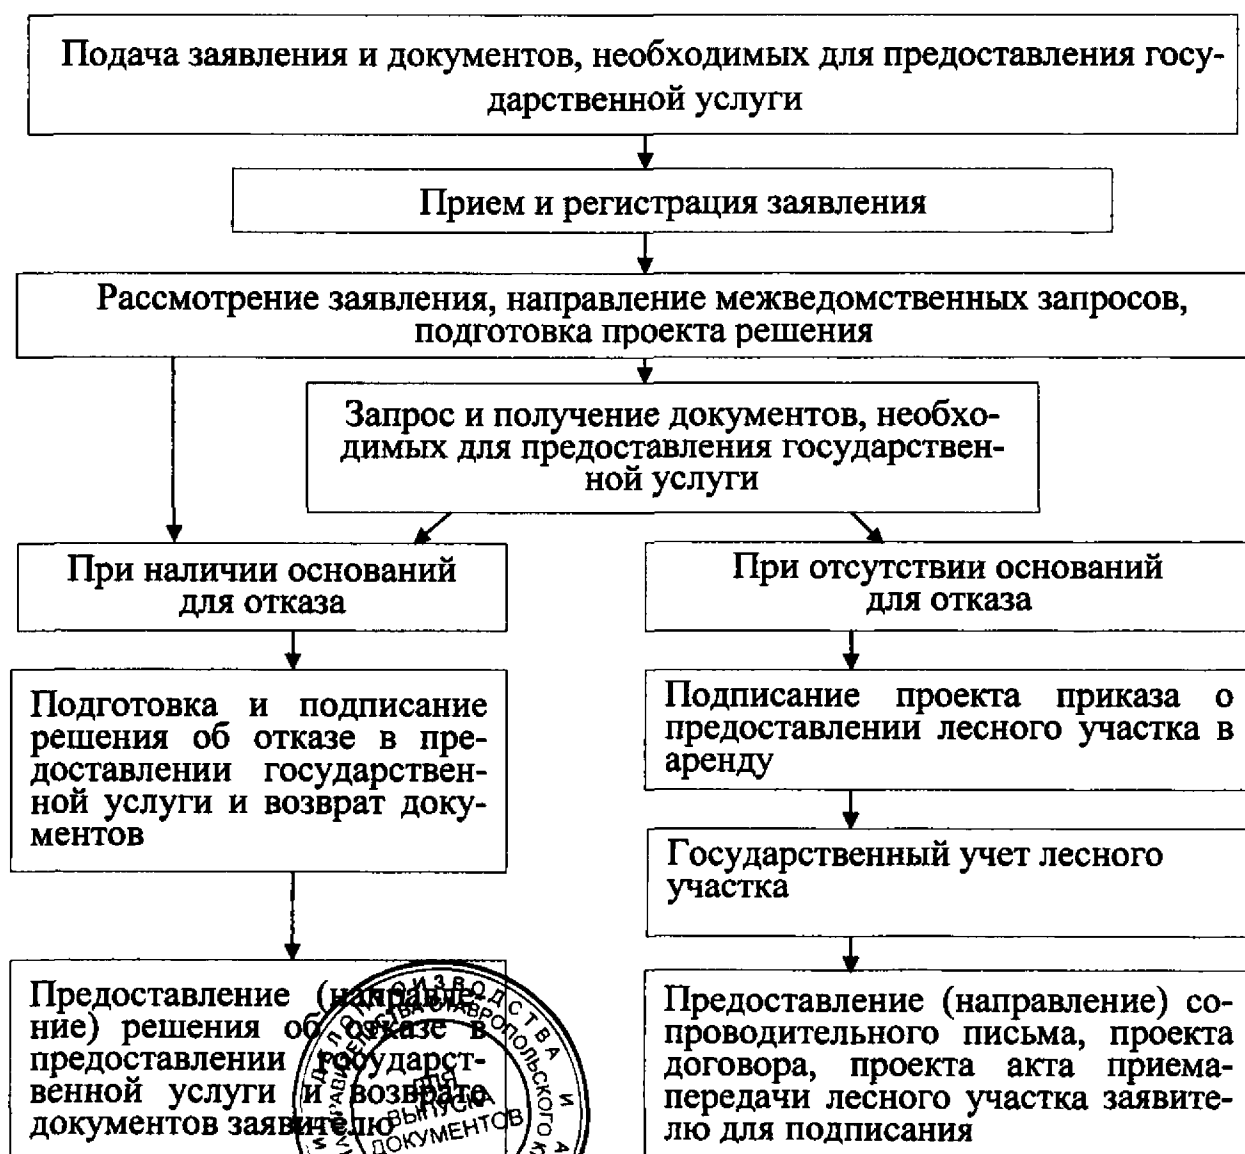 Подача заявления и документов, необходимых для предоставления госу-
дарственной услуги
Прием и регистрация заявления
Рассмотрение заявления, направление межведомственных запросов,
подготовка проекта решения
Запрос и получение документов, необхо-
димых для предоставления государствен-
ной услуги
При наличии оснований
для отказа
При отсутствии оснований
для отказа
Подготовка и подписание
решения об отказе в пре-
доставлении государствен-
ной услуги и возврат доку-
ментов
Подписание проекта приказа о
предоставлении лесного участка в
аренду
Государственный учет лесного
участка
Предоставление (направле-
ние) решения об отказе в
предоставлении государст-
венной услуги и возврате
документов заявителю
Предоставление (направление) со-
проводительного письма, проекта
договора, проекта акта приема-
передачи лесного участка заявите-
лю для подписания
ДЛЯ
ВЫПУСКА
ДОКУМЕНТОВ